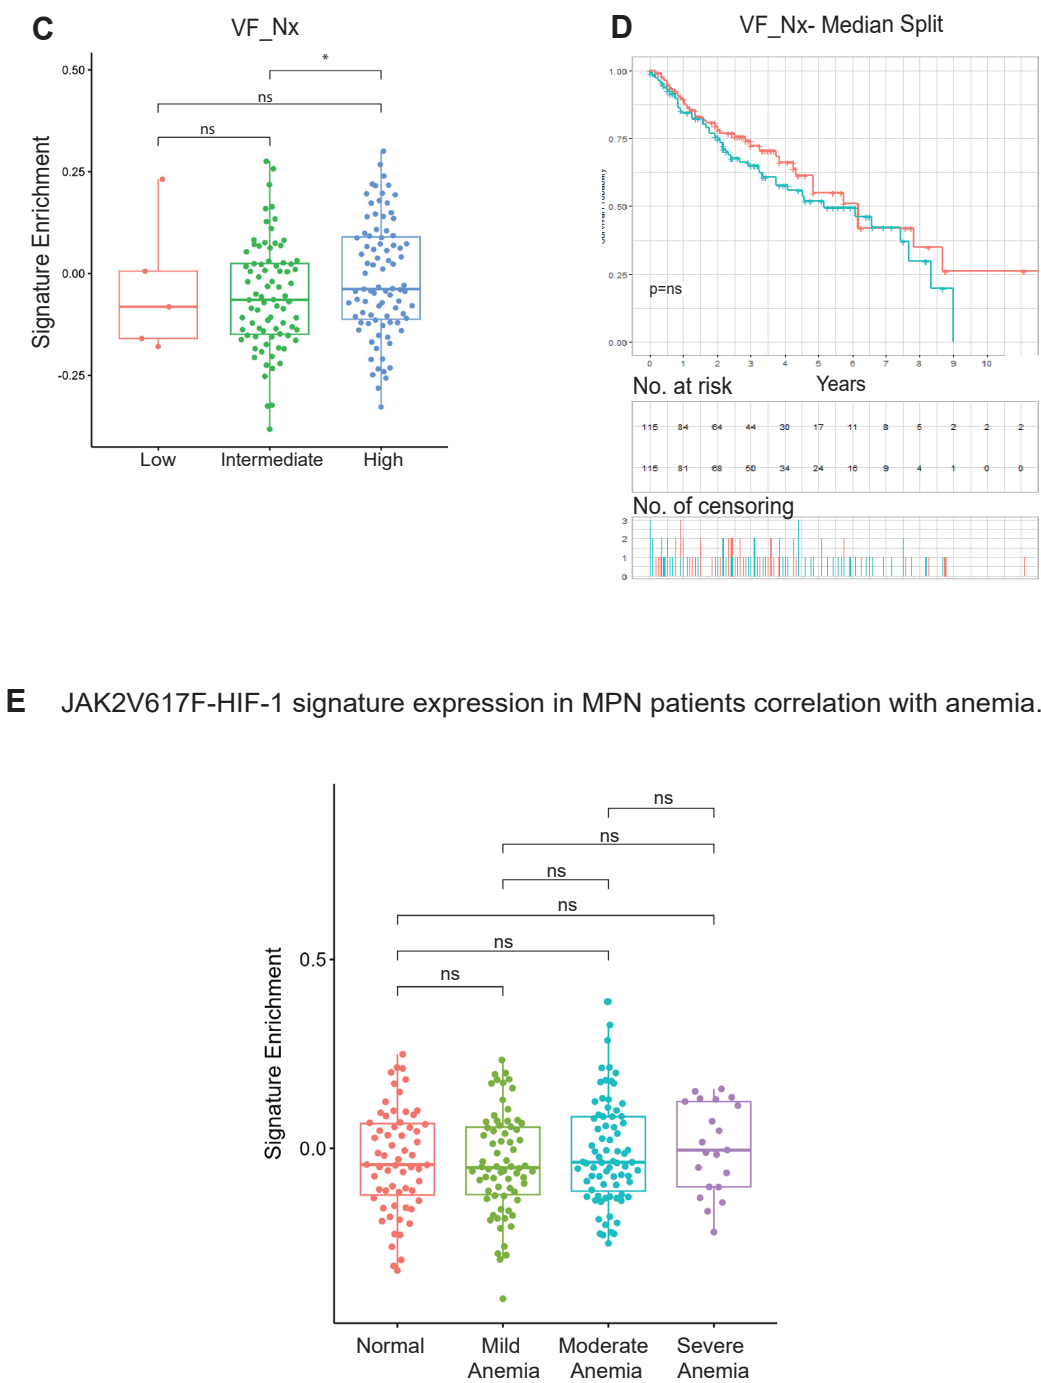 C
VF_Nx
0.50
0.25
0.00
-0.25
Signature Enrichment
*
ns
ns
Low Intermediate High
D
VF_Nx- Median Split
1.00
0.75
0.50
0.25
0.00
p=ns
0 1 2 3 4 5 6 7 8 9 10
Years
No. at risk
115 84 64 44 30 17 11 8 5 2 2 2
115 81 68 50 34 24 16 9 4 1 0 0
No. of censoring
3
2
1
0
E JAK2V617F-HIF-1 signature expression in MPN patients correlation with anemia.
ns
ns
ns
ns
ns
ns
0.5
0.0
Signature Enrichment
Normal Mild Moderate Severe
Anemia Anemia Anemia